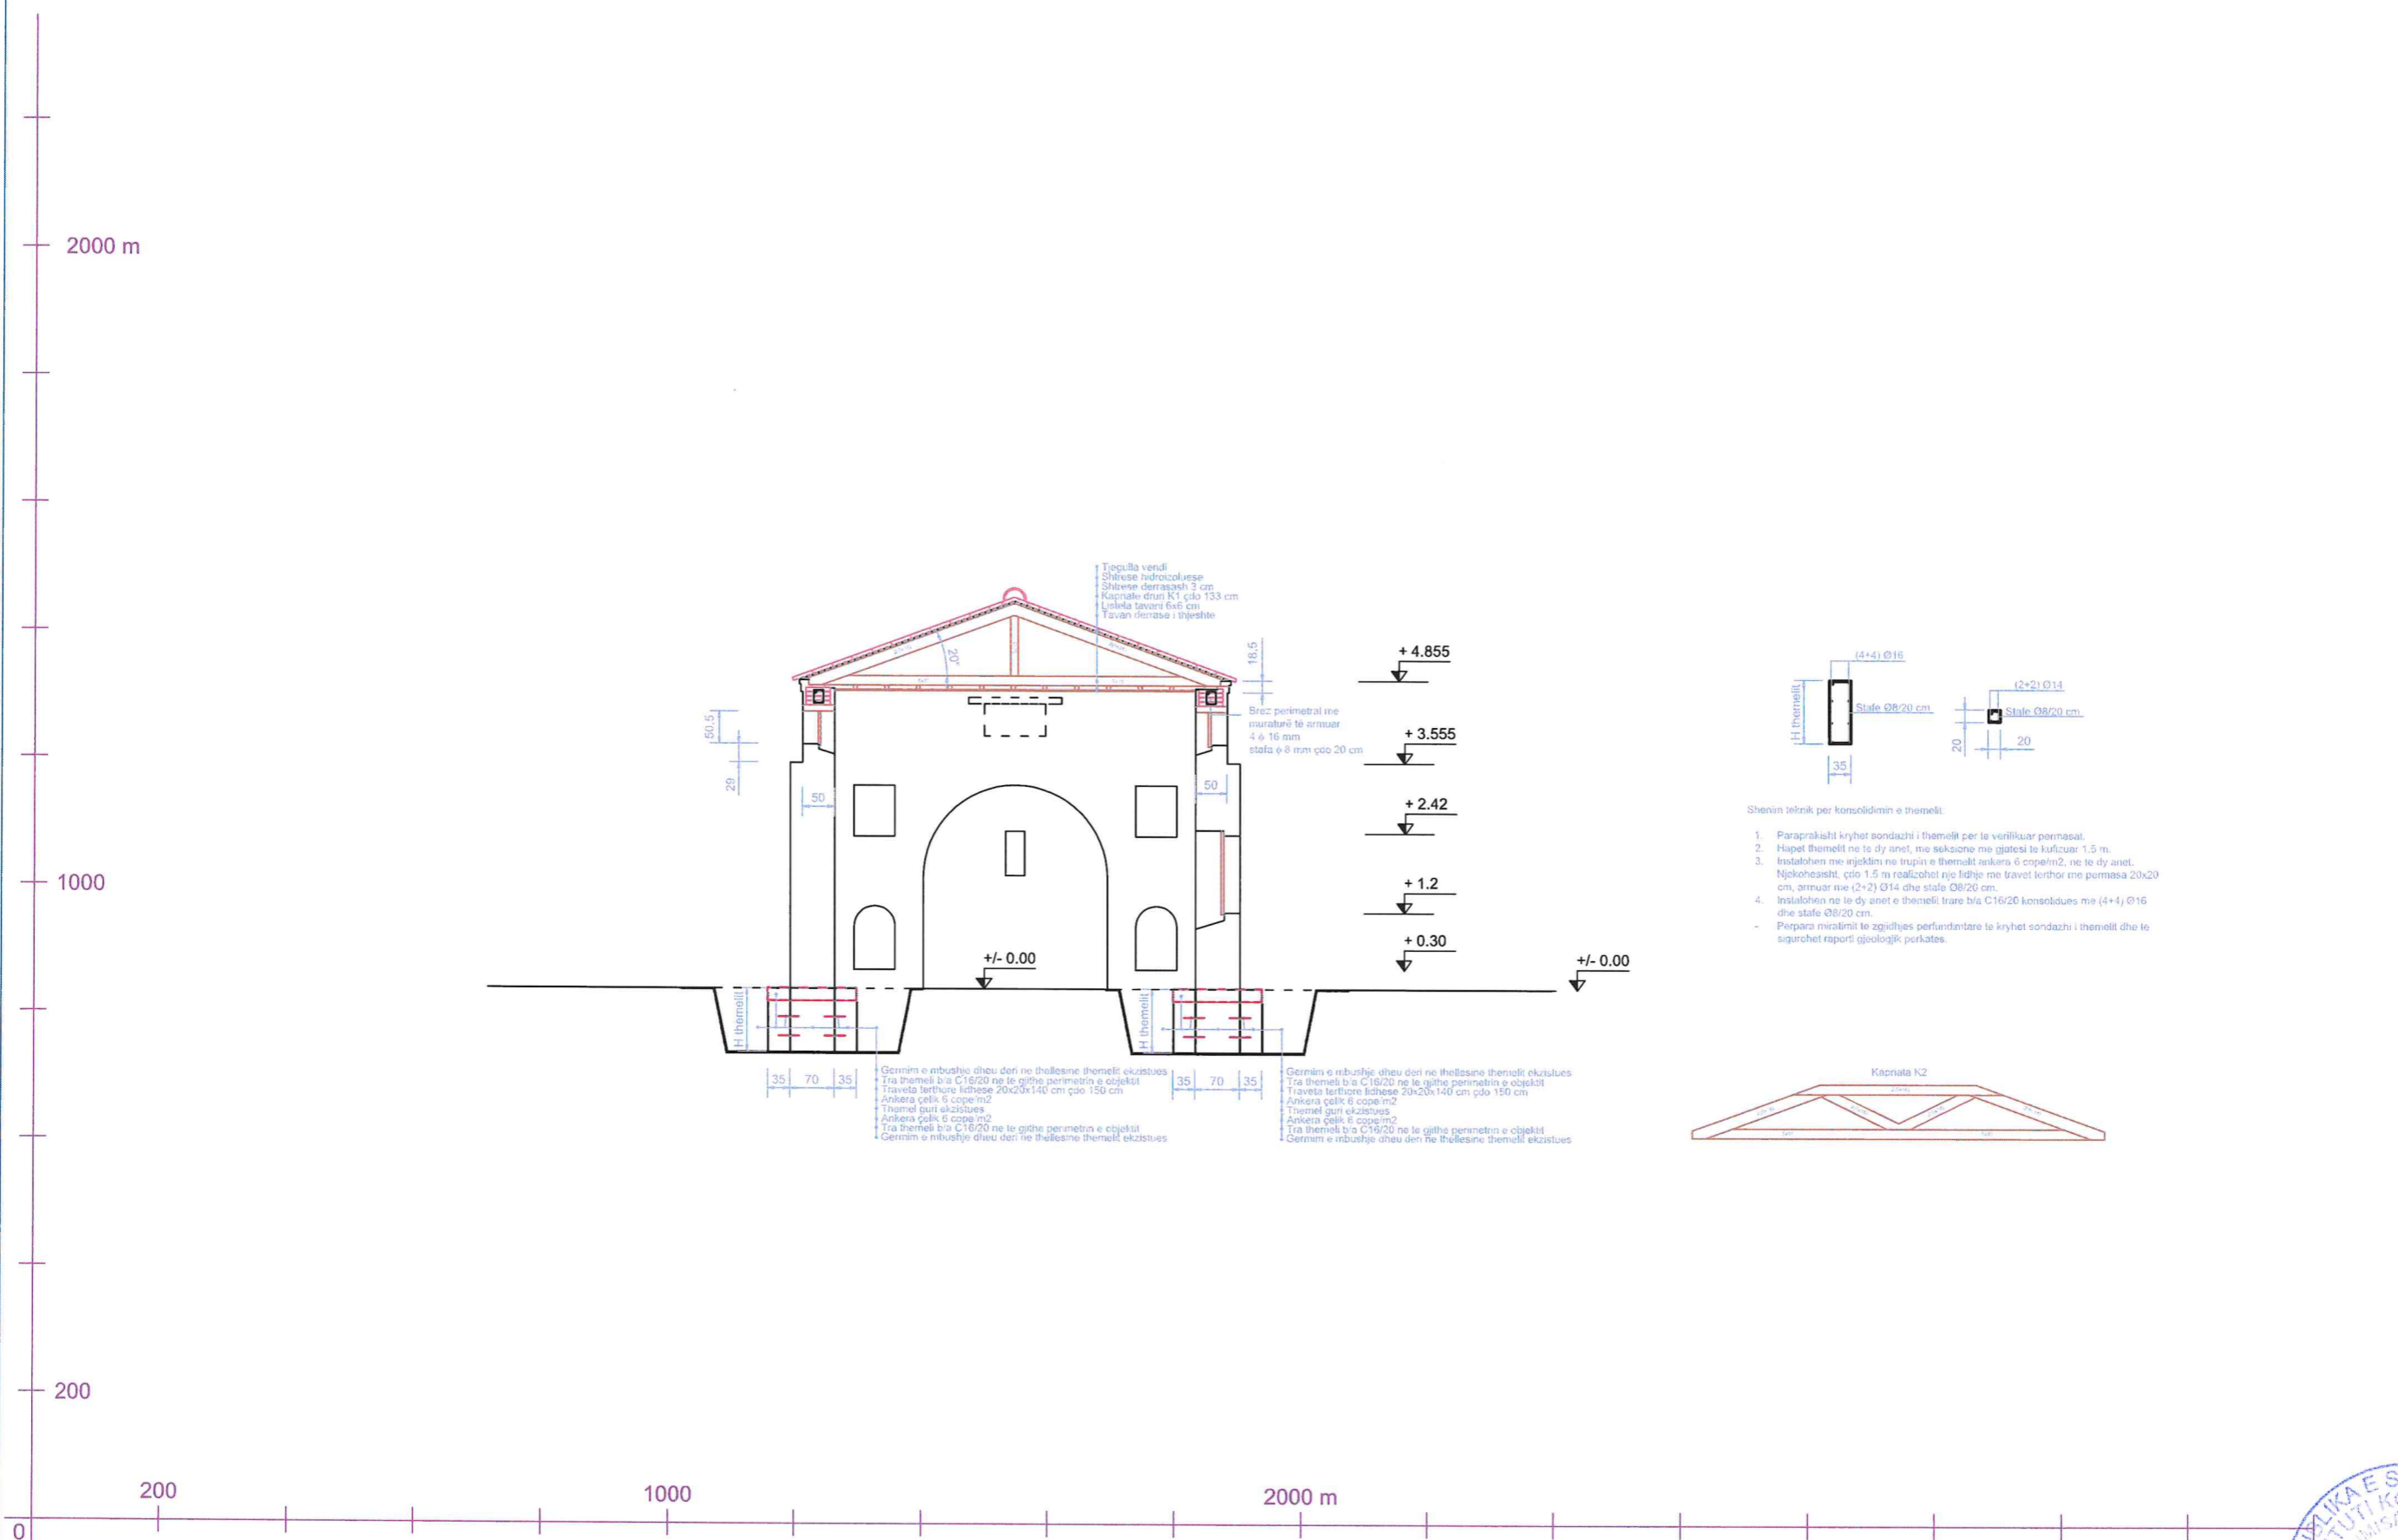 2000 m
1000
200
0
200
1000
2000 m
Tjegulla vendi
Shtrese hidroizoluese
Shtrese derrasash 3 cm
Kapriate druri K1 çdo 133 cm
Listela tavani 6x6 cm
Tavan derrase i thjeshte
20°
18.5
50.5
29
50
50
Brez perimetral me
muraturë të armuar
4 ϕ 16 mm
stafa ϕ 8 mm çdo 20 cm
+ 4.855
+ 3.555
+ 2.42
+ 1.2
+ 0.30
+/- 0.00
+/- 0.00
H themelit
H themelit
35 70 35
35 70 35
Germim e mbushje dheu deri ne thellesine themelit ekzistues
Tra themeli b/a C16/20 ne te gjithe perimetrin e objektit
Traveta terthore lidhese 20x20x140 cm çdo 150 cm
Ankera çelik 6 cope/m2
Themel guri ekzistues
Ankera çelik 6 cope/m2
Tra themeli b/a C16/20 ne te gjithe perimetrin e objektit
Germim e mbushje dheu deri ne thellesine themelit ekzistues
Germim e mbushje dheu deri ne thellesine themelit ekzistues
Tra themeli b/a C16/20 ne te gjithe perimetrin e objektit
Traveta terthore lidhese 20x20x140 cm çdo 150 cm
Ankera çelik 6 cope/m2
Themel guri ekzistues
Ankera çelik 6 cope/m2
Tra themeli b/a C16/20 ne te gjithe perimetrin e objektit
Germim e mbushje dheu deri ne thellesine themelit ekzistues
(4+4) Ø16
H themelit
Stafe Ø8/20 cm
35
(2+2) Ø14
Stafe Ø8/20 cm
20
20
Shenim teknik per konsolidimin e themelit:
1. Paraprakisht kryhet sondazhi i themelit per te verifikuar permasat.
2. Hapet themelit ne te dy anet, me seksione me gjatesi te kufizuar 1.5 m.
3. Instalohen me injektim ne trupin e themelit ankera 6 cope/m2, ne te dy anet.
Njekohesisht, çdo 1.5 m realizohet nje lidhje me travet terthor me permasa 20x20
cm, armuar me (2+2) Ø14 dhe stafe Ø8/20 cm.
4. Instalohen ne te dy anet e themelit trare b/a C16/20 konsolidues me (4+4) Ø16
dhe stafe Ø8/20 cm.
- Perpara miratimit te zgjidhjes perfundimtare te kryhet sondazhi i themelit dhe te
sigurohet raporti gjeologjik perkates.
Kapriata K2